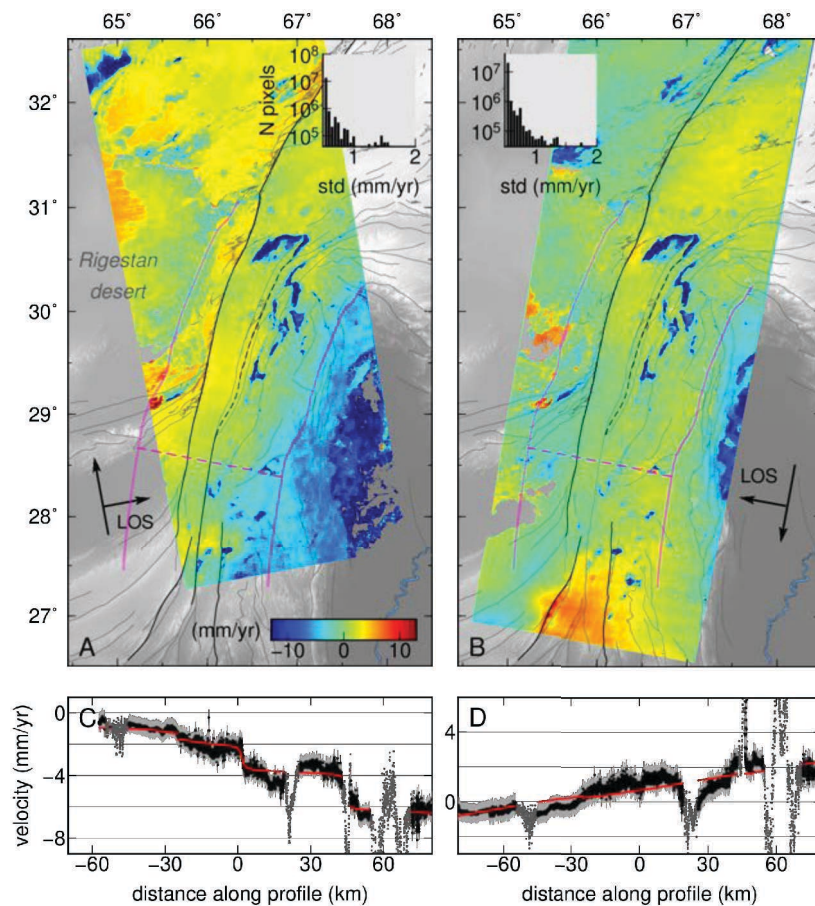 65˚ 66˚ 67˚ 68˚
65˚ 66˚ 67˚ 68˚
32˚
31˚
30˚
29˚
28˚
27˚
N pixels
10⁸
10⁷
10⁶
10⁵
1 2
std (mm/yr)
10⁷
10⁶
10⁵
1 2
std (mm/yr)
Rigestan
desert
LOS
LOS
(mm/yr)
−10 0 10
A
B
C
velocity (mm/yr)
0
−4
−8
−60 −30 0 30 60
distance along profile (km)
D
4
0
−60 −30 0 30 60
distance along profile (km)